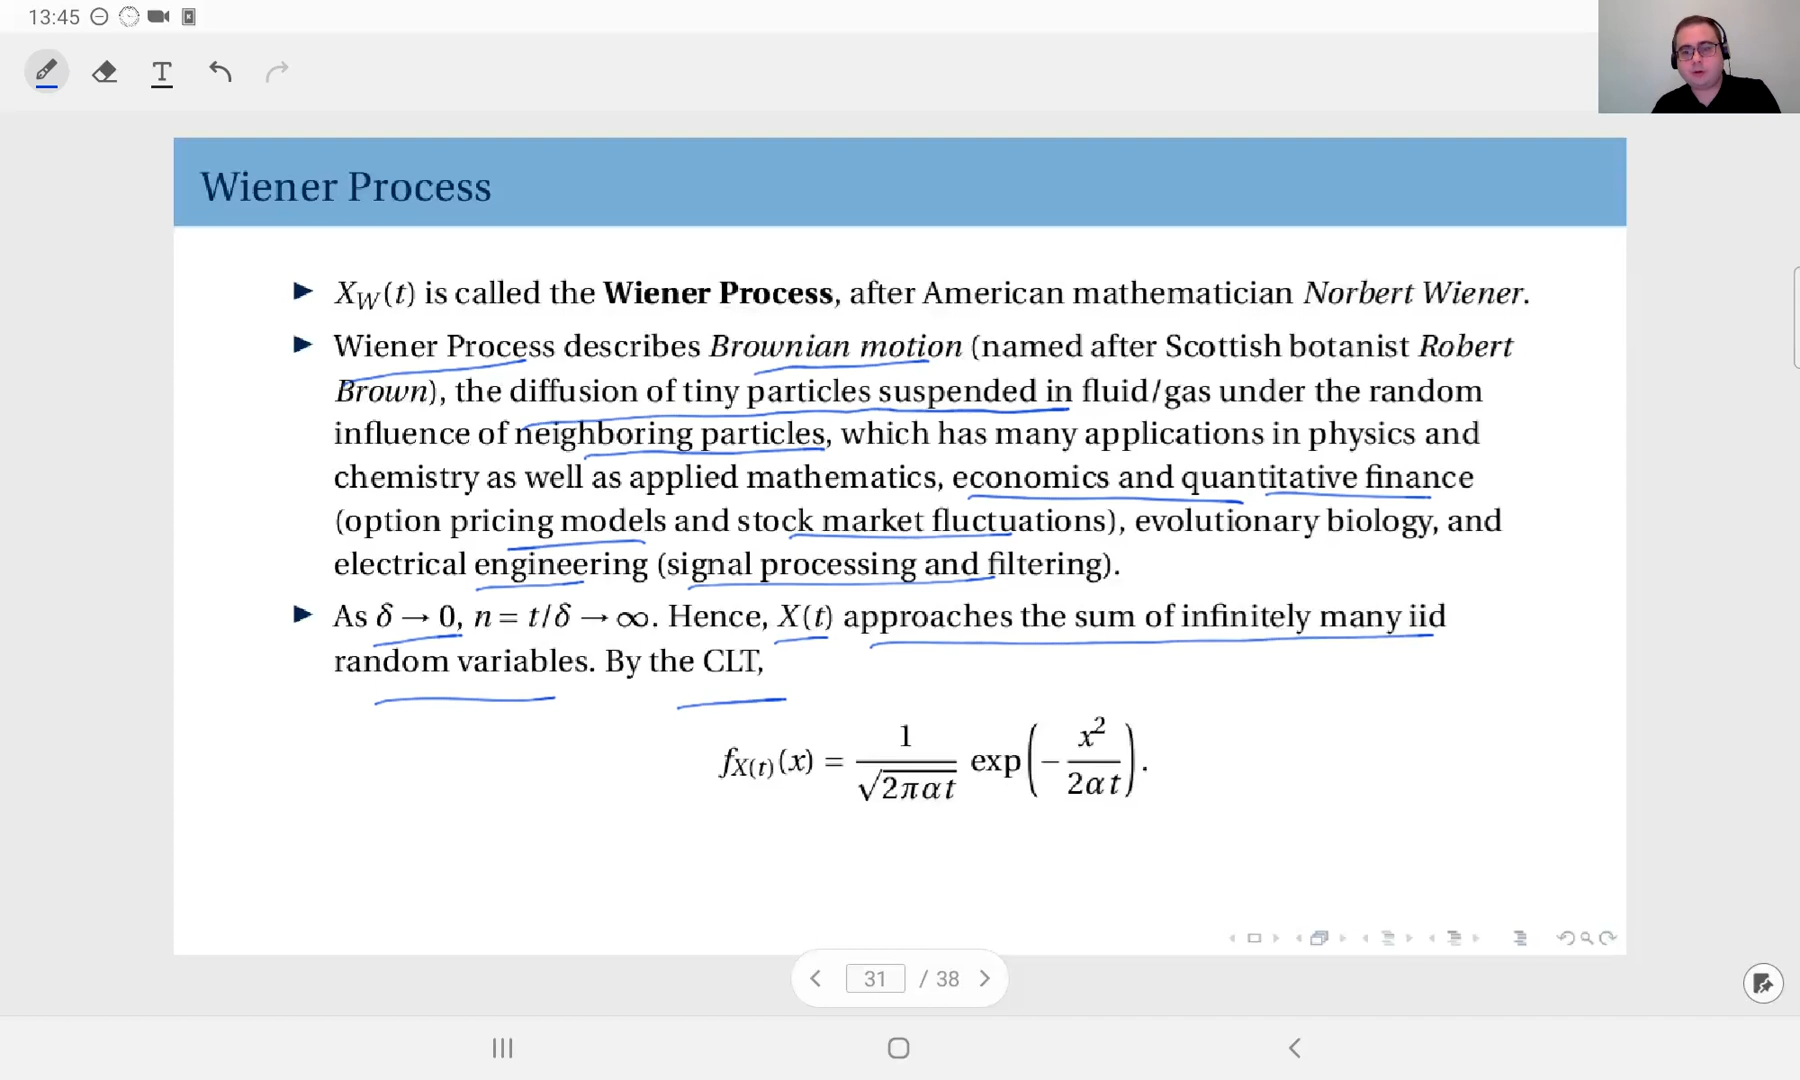 13:45
T
Wiener Process
▶ X_W(t) is called the Wiener Process, after American mathematician Norbert Wiener.
▶ Wiener Process describes Brownian motion (named after Scottish botanist Robert
Brown), the diffusion of tiny particles suspended in fluid/gas under the random
influence of neighboring particles, which has many applications in physics and
chemistry as well as applied mathematics, economics and quantitative finance
(option pricing models and stock market fluctuations), evolutionary biology, and
electrical engineering (signal processing and filtering).
▶ As δ → 0, n = t/δ → ∞. Hence, X(t) approaches the sum of infinitely many iid
random variables. By the CLT,
f_{X(t)}(x) = 1/√(2παt) exp(−x²/(2αt)).
31 / 38